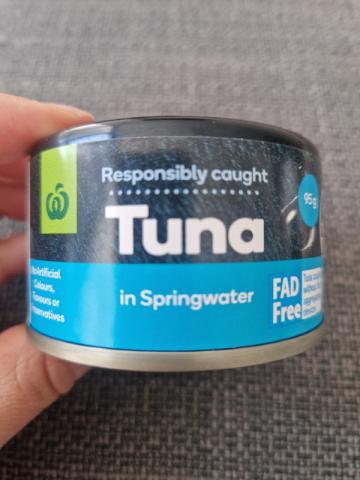 Responsibly caught
Tuna
95g
in Springwater
No Artificial
Colours,
Flavours or
Preservatives
FAD
Free